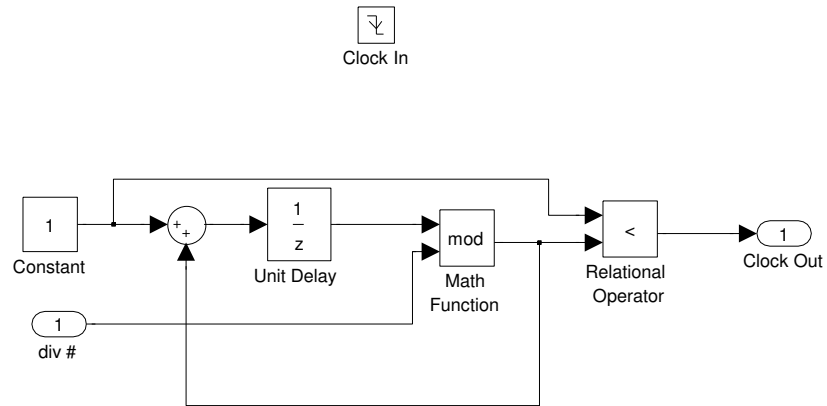 Clock In
1
Constant
+
+
1
z
Unit Delay
mod
Math
Function
<
Relational
Operator
1
Clock Out
1
div #